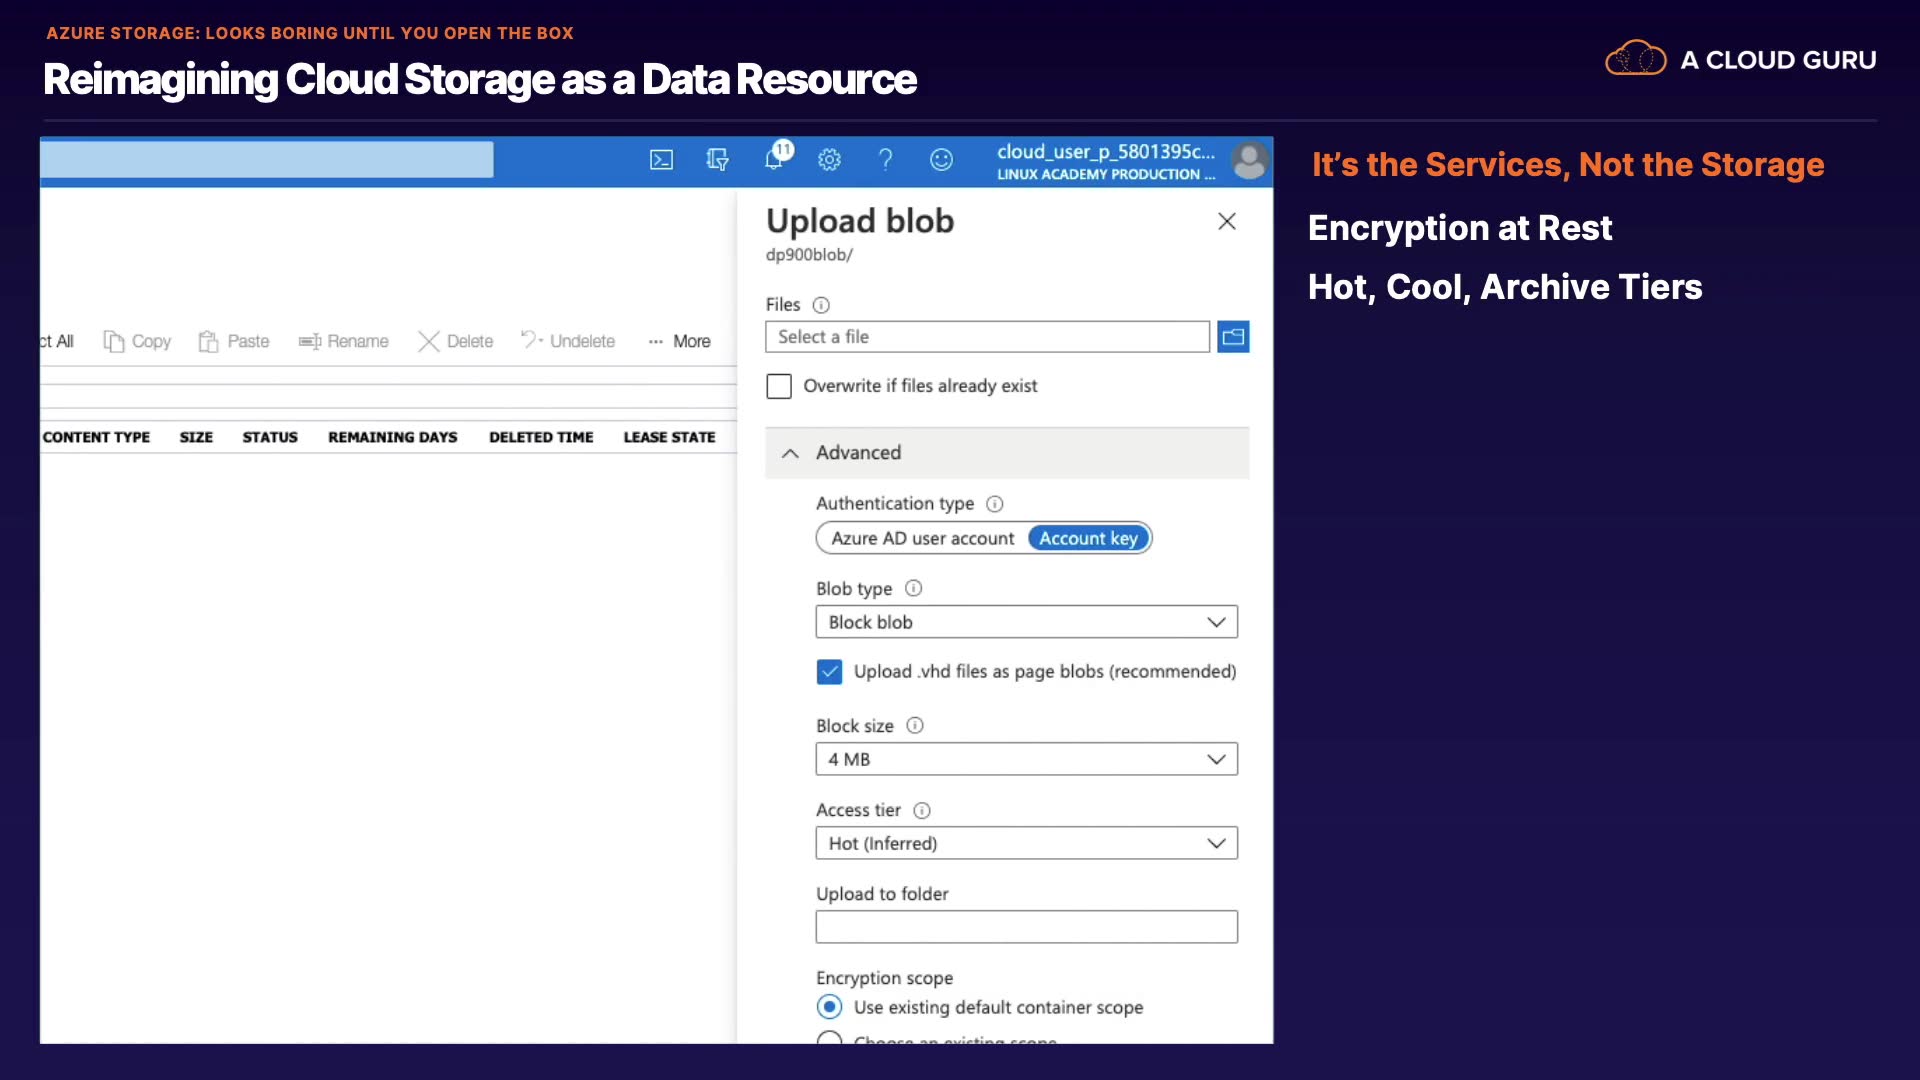 AZURE STORAGE: LOOKS BORING UNTIL YOU OPEN THE BOX
Reimagining Cloud Storage as a Data Resource
A CLOUD GURU
11
cloud_user_p_5801395c...
LINUX ACADEMY PRODUCTION ...
It's the Services, Not the Storage
Encryption at Rest
Hot, Cool, Archive Tiers
Upload blob
dp900blob/
Files
Select a file
ct All Copy Paste Rename Delete Undelete ... More
Overwrite if files already exist
CONTENT TYPE SIZE STATUS REMAINING DAYS DELETED TIME LEASE STATE
Advanced
Authentication type
Azure AD user account Account key
Blob type
Block blob
Upload .vhd files as page blobs (recommended)
Block size
4 MB
Access tier
Hot (Inferred)
Upload to folder
Encryption scope
Use existing default container scope
Choose an existing scope